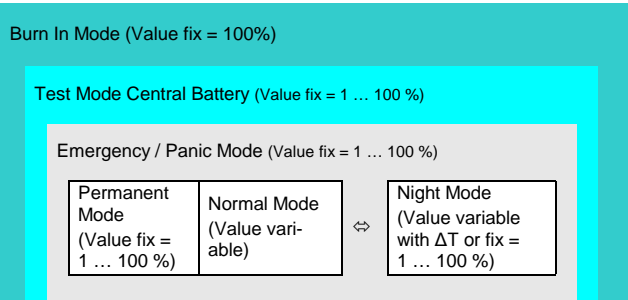 Burn In Mode (Value fix = 100%)
Test Mode Central Battery (Value fix = 1 … 100 %)
Emergency / Panic Mode (Value fix = 1 … 100 %)
Permanent
Mode
(Value fix =
1 … 100 %)
Normal Mode
(Value vari-
able)
⇔
Night Mode
(Value variable
with ΔT or fix =
1 … 100 %)